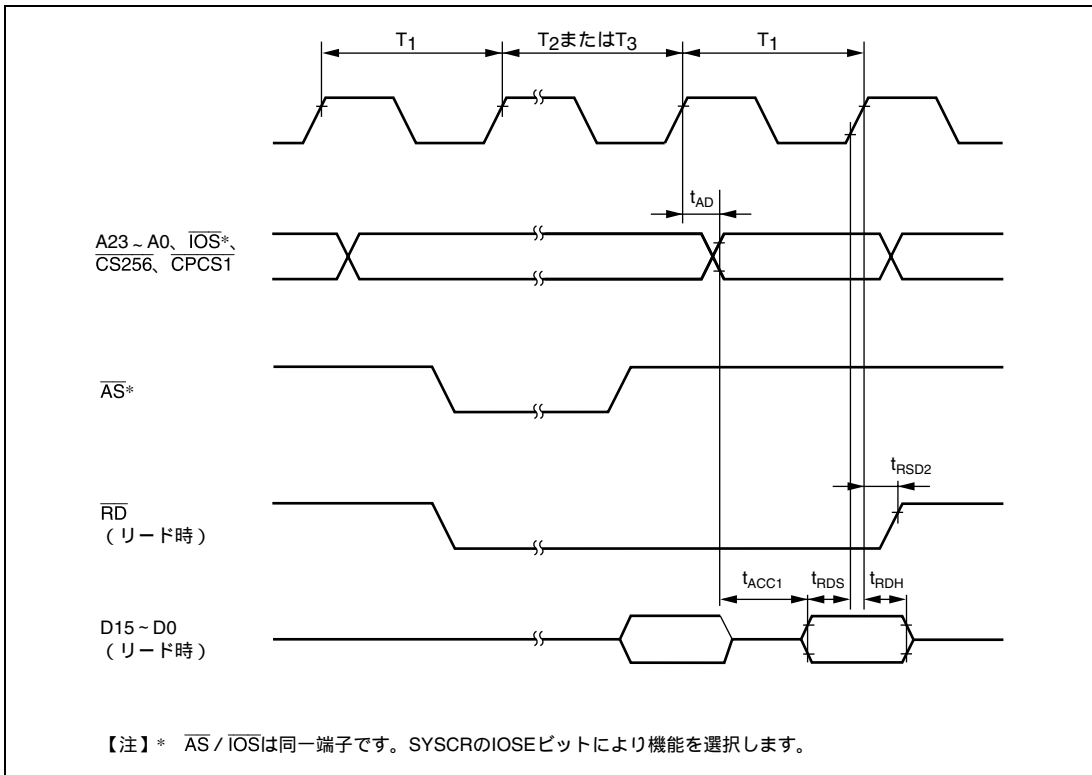 T1 T2またはT3 T1
tAD
A23 ~ A0、IOS*、
CS256、CPCS1
AS*
tRSD2
RD
（リード時）
tACC1 tRDS tRDH
D15 ~ D0
（リード時）
【注】* AS / IOSは同一端子です。SYSCRのIOSEビットにより機能を選択します。